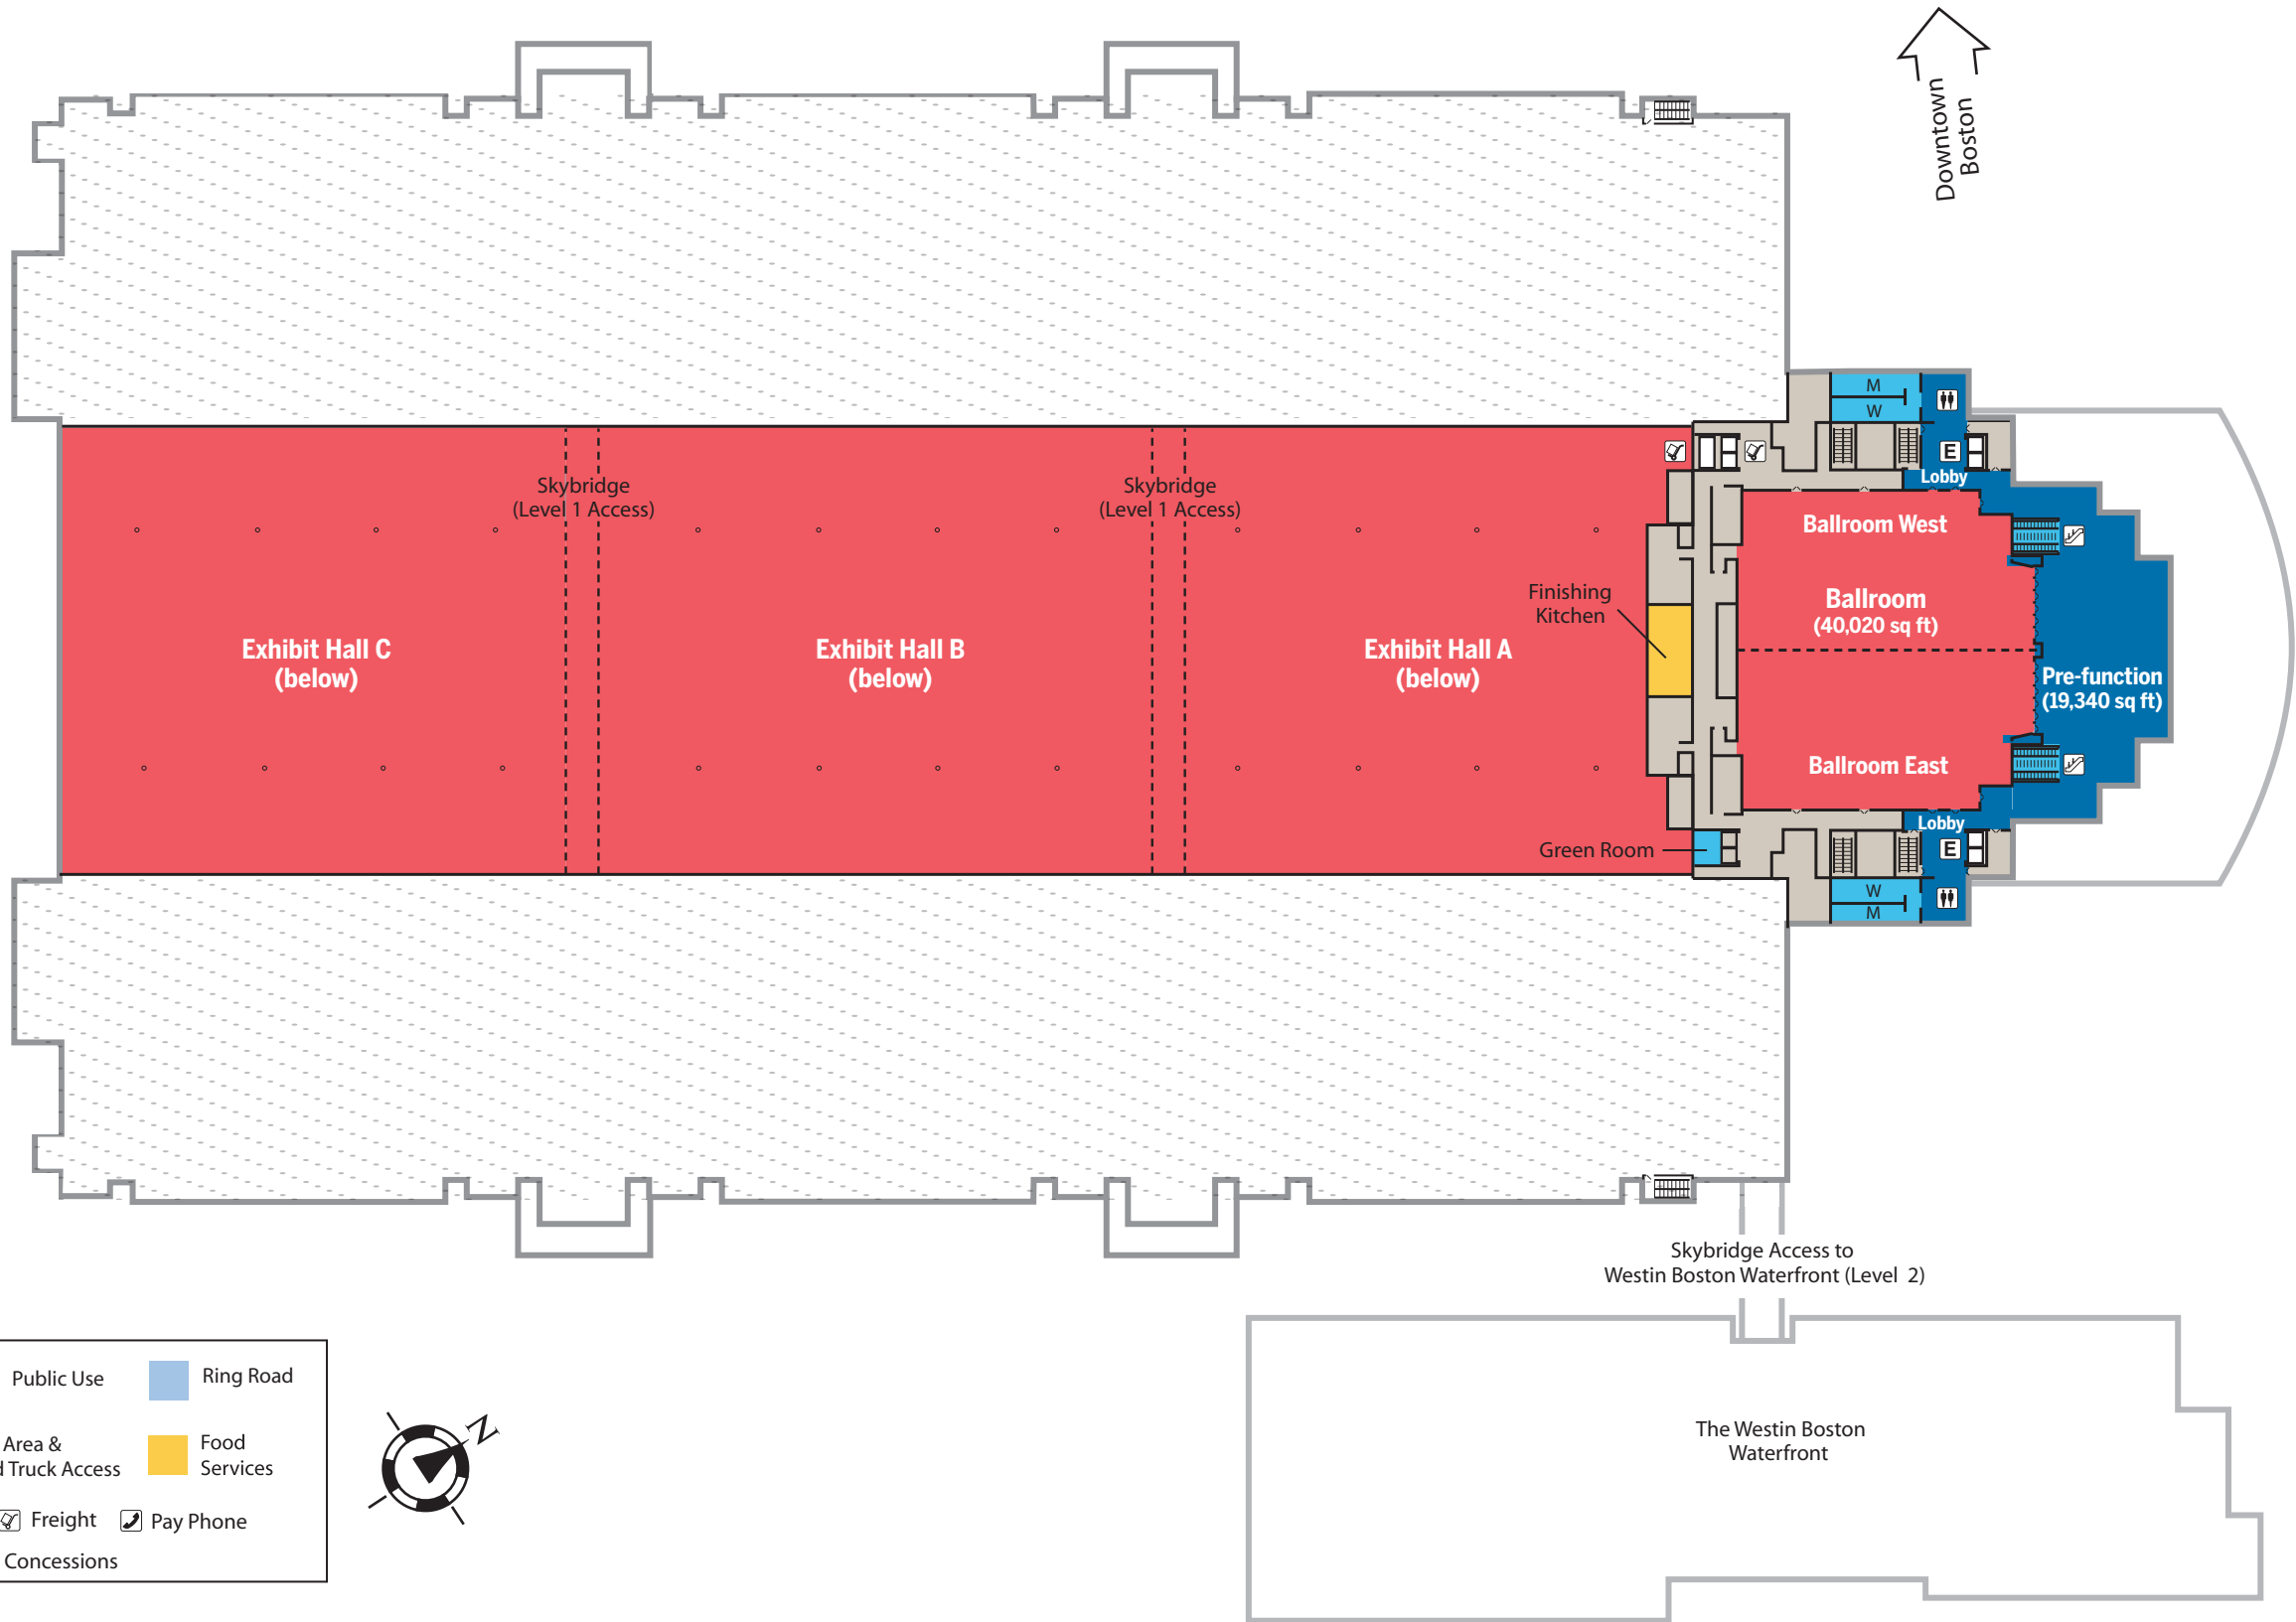 Downtown
Boston
M
W
E
Lobby
Skybridge
(Level 1 Access)
Skybridge
(Level 1 Access)
Ballroom West
Finishing
Kitchen
Ballroom
(40,020 sq ft)
Exhibit Hall C
(below)
Exhibit Hall B
(below)
Exhibit Hall A
(below)
Pre-function
(19,340 sq ft)
Ballroom East
Lobby
Green Room
E
W
M
Skybridge Access to
Westin Boston Waterfront (Level 2)
Public Use
Ring Road
Area &
d Truck Access
Food
Services
Freight
Pay Phone
Concessions
N
The Westin Boston
Waterfront